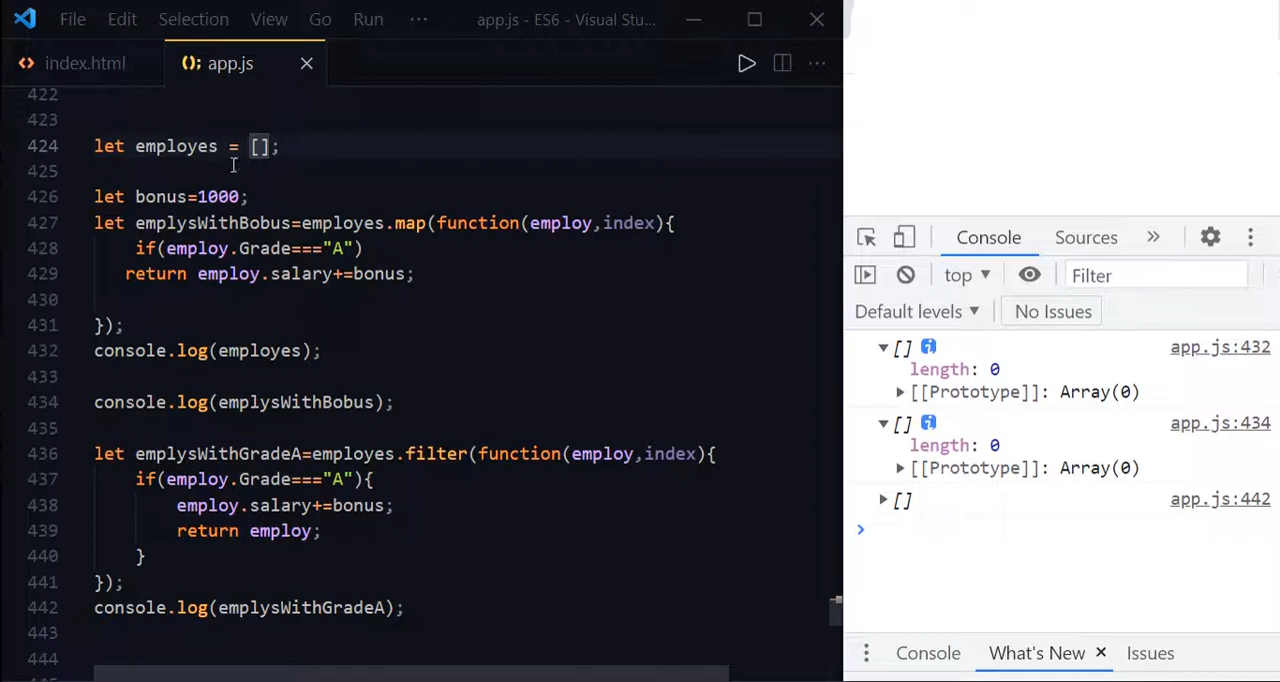 File Edit Selection View Go Run ··· app.js - ES6 - Visual Stu...
index.html
app.js
422
423
424 let employes = [];
425
426 let bonus=1000;
427 let emplysWithBobus=employes.map(function(employ,index){
428 if(employ.Grade==="A")
429 return employ.salary+=bonus;
430
431 });
432 console.log(employes);
433
434 console.log(emplysWithBobus);
435
436 let emplysWithGradeA=employes.filter(function(employ,index){
437 if(employ.Grade==="A"){
438 employ.salary+=bonus;
439 return employ;
440 }
441 });
442 console.log(emplysWithGradeA);
443
444
Console Sources »
top ▼ Filter
Default levels ▼ No Issues
▼[] i app.js:432
length: 0
▶[[Prototype]]: Array(0)
▼[] i app.js:434
length: 0
▶[[Prototype]]: Array(0)
▶[] app.js:442
>
Console What's New × Issues